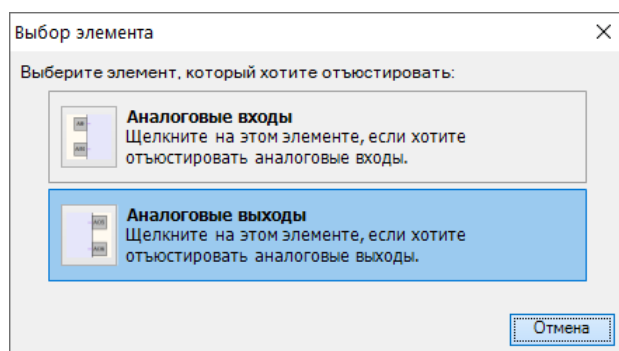 Выбор элемента
Выберите элемент, который хотите отъюстировать:
Аналоговые входы
Щелкните на этом элементе, если хотите
отъюстировать аналоговые входы.
Аналоговые выходы
Щелкните на этом элементе, если хотите
отъюстировать аналоговые выходы.
Отмена